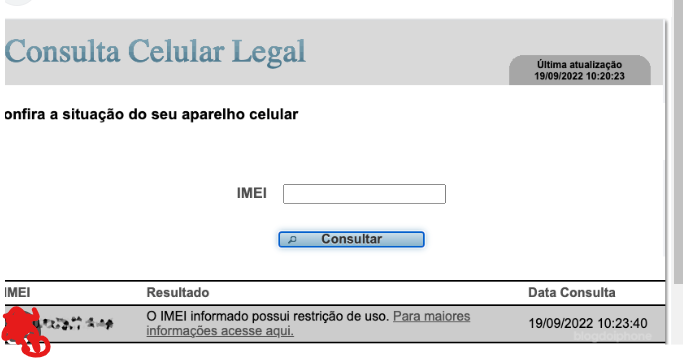 Consulta Celular Legal
Última atualização
19/09/2022 10:20:23
onfira a situação do seu aparelho celular
IMEI
Consultar
IMEI Resultado Data Consulta
O IMEI informado possui restrição de uso. Para maiores
informações acesse aqui.
19/09/2022 10:23:40
blogdoiphone